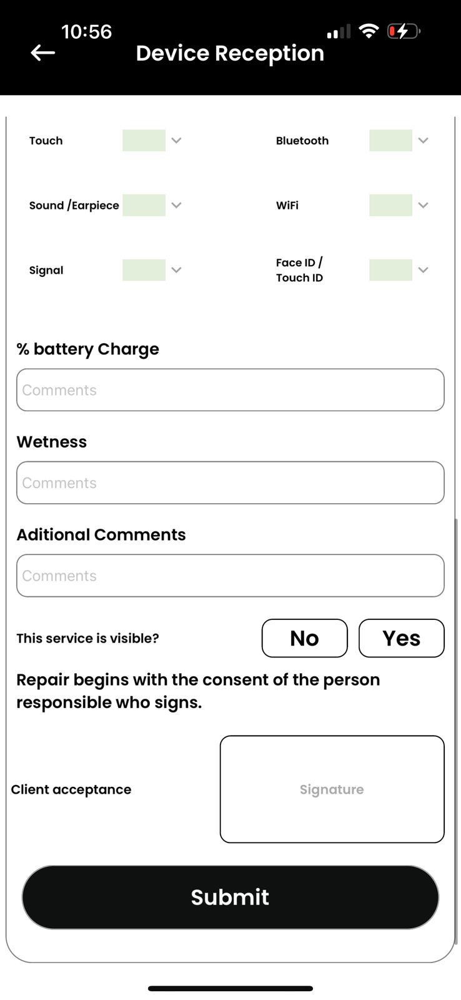 10:56
Device Reception
Touch
Bluetooth
Sound /Earpiece
WiFi
Signal
Face ID /
Touch ID
% battery Charge
Comments
Wetness
Comments
Aditional Comments
Comments
This service is visible?
No
Yes
Repair begins with the consent of the person
responsible who signs.
Client acceptance
Signature
Submit